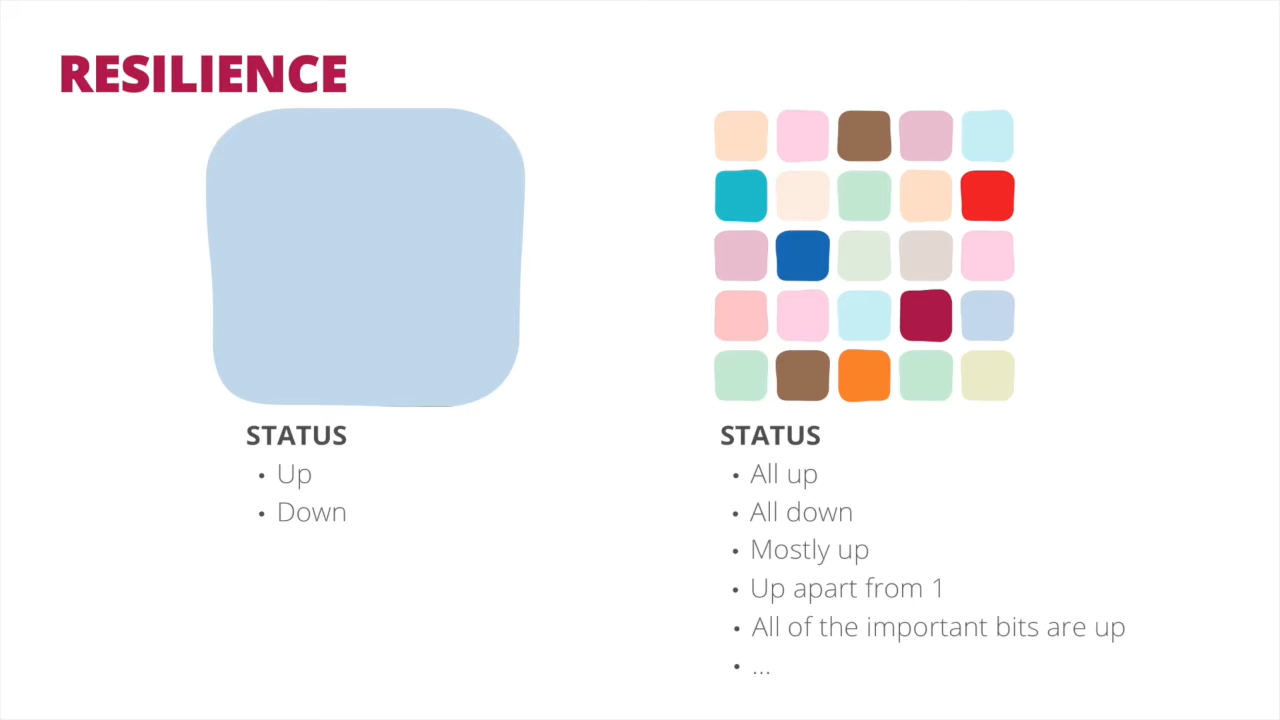 RESILIENCE
STATUS
• Up
• Down
STATUS
• All up
• All down
• Mostly up
• Up apart from 1
• All of the important bits are up
• ...